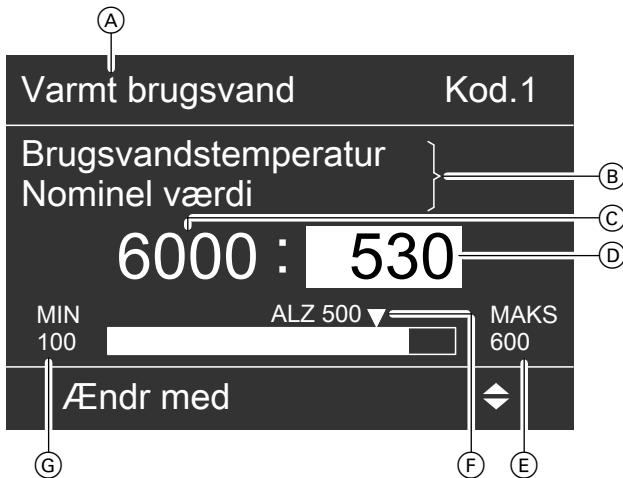 A
Varmt brugsvand Kod.1
Brugsvandstemperatur
Nominel værdi
B
C
6000 : 530
D
MIN ALZ 500 MAKS
100 600
Ændr med
G F E